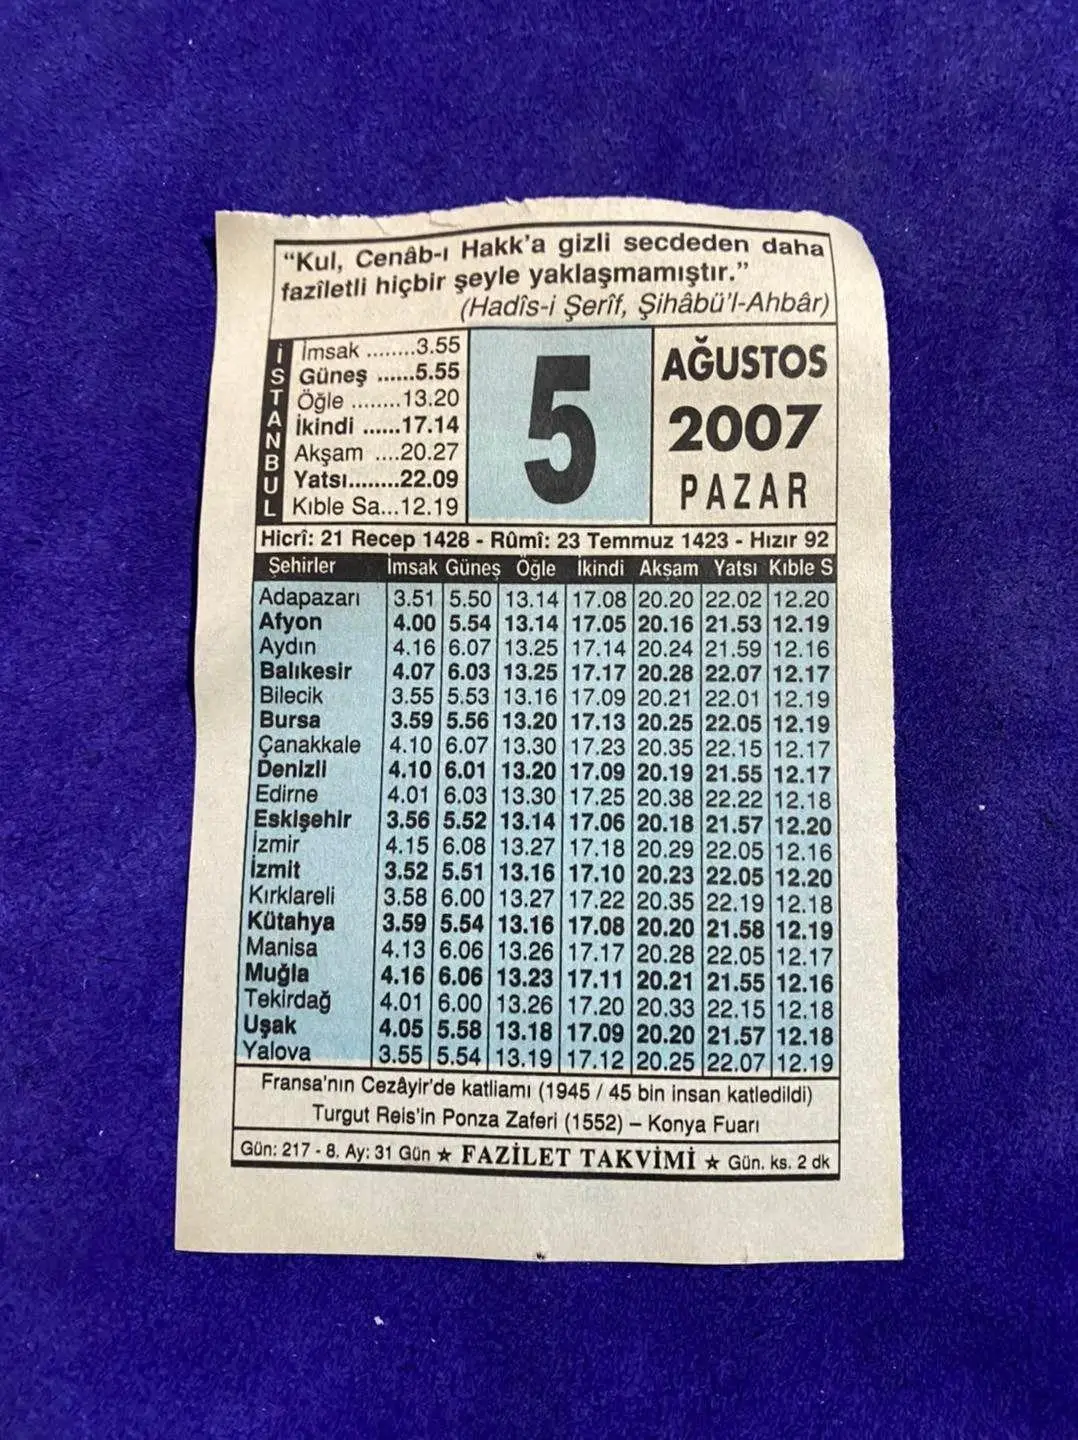 “Kul, Cenâb-ı Hakk’a gizli secdeden daha
fazîletli hiçbir şeyle yaklaşmamıştır.”
(Hadîs-i Şerîf, Şihâbü’l-Ahbâr)
İSTANBUL
İmsak ........3.55
Güneş ......5.55
Öğle ........13.20
İkindi ......17.14
Akşam ....20.27
Yatsı........22.09
Kıble Sa...12.19
5
AĞUSTOS
2007
PAZAR
Hicrî: 21 Recep 1428 - Rûmî: 23 Temmuz 1423 - Hızır 92
Şehirler İmsak Güneş Öğle İkindi Akşam Yatsı Kıble S
Adapazarı 3.51 5.50 13.14 17.08 20.20 22.02 12.20
Afyon 4.00 5.54 13.14 17.05 20.16 21.53 12.19
Aydın 4.16 6.07 13.25 17.14 20.24 21.59 12.16
Balıkesir 4.07 6.03 13.25 17.17 20.28 22.07 12.17
Bilecik 3.55 5.53 13.16 17.09 20.21 22.01 12.19
Bursa 3.59 5.56 13.20 17.13 20.25 22.05 12.19
Çanakkale 4.10 6.07 13.30 17.23 20.35 22.15 12.17
Denizli 4.10 6.01 13.20 17.09 20.19 21.55 12.17
Edirne 4.01 6.03 13.30 17.25 20.38 22.22 12.18
Eskişehir 3.56 5.52 13.14 17.06 20.18 21.57 12.20
İzmir 4.15 6.08 13.27 17.18 20.29 22.05 12.16
İzmit 3.52 5.51 13.16 17.10 20.23 22.05 12.20
Kırklareli 3.58 6.00 13.27 17.22 20.35 22.19 12.18
Kütahya 3.59 5.54 13.16 17.08 20.20 21.58 12.19
Manisa 4.13 6.06 13.26 17.17 20.28 22.05 12.17
Muğla 4.16 6.06 13.23 17.11 20.21 21.55 12.16
Tekirdağ 4.01 6.00 13.26 17.20 20.33 22.15 12.18
Uşak 4.05 5.58 13.18 17.09 20.20 21.57 12.18
Yalova 3.55 5.54 13.19 17.12 20.25 22.07 12.19
Fransa’nın Cezâyir’de katliamı (1945 / 45 bin insan katledildi)
Turgut Reis’in Ponza Zaferi (1552) – Konya Fuarı
Gün: 217 - 8. Ay: 31 Gün ★ FAZİLET TAKVİMİ ★ Gün. ks. 2 dk